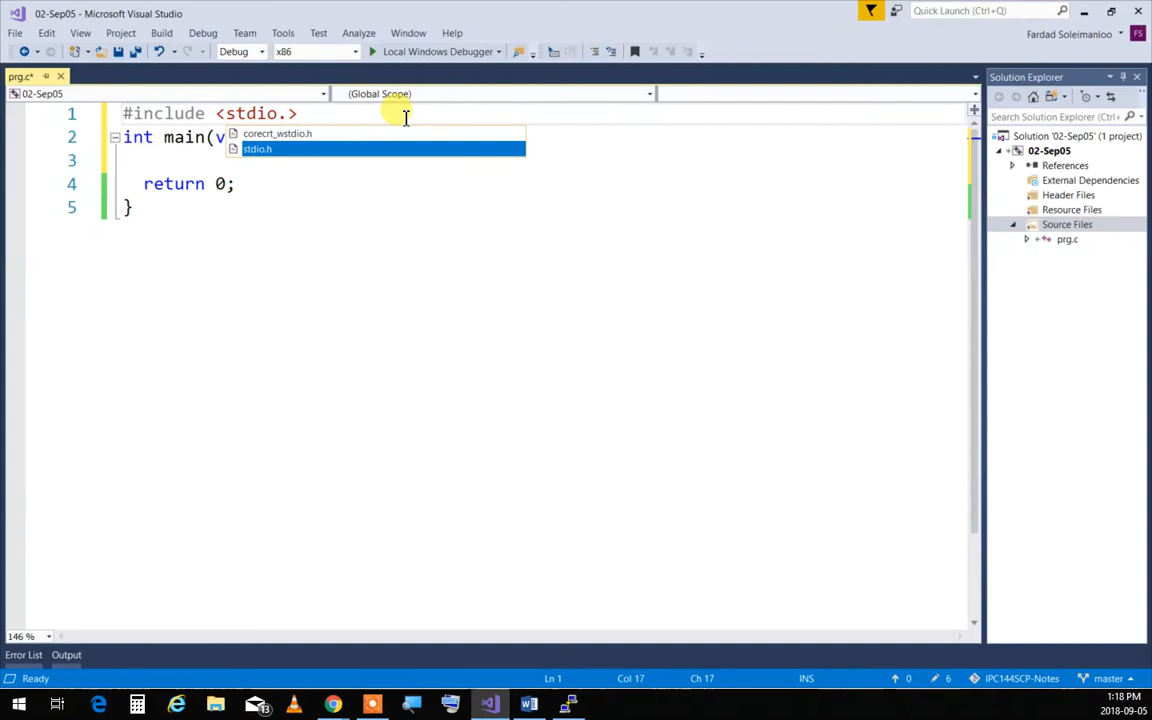 02-Sep05 - Microsoft Visual Studio
Quick Launch (Ctrl+Q)
File Edit View Project Build Debug Team Tools Test Analyze Window Help
Fardad Soleimanloo FS
Debug x86 Local Windows Debugger
prg.c*
Solution Explorer
02-Sep05 (Global Scope)
Search Solution Explorer (Ctrl+;)
1 #include <stdio.>
2 int main(v
corecrt_wstdio.h
stdio.h
3
4 return 0;
5 }
Solution '02-Sep05' (1 project)
02-Sep05
References
External Dependencies
Header Files
Resource Files
Source Files
prg.c
146 %
Error List Output
Ready Ln 1 Col 17 Ch 17 INS 0 6 IPC144SCP-Notes master
13
1:18 PM
2018-09-05